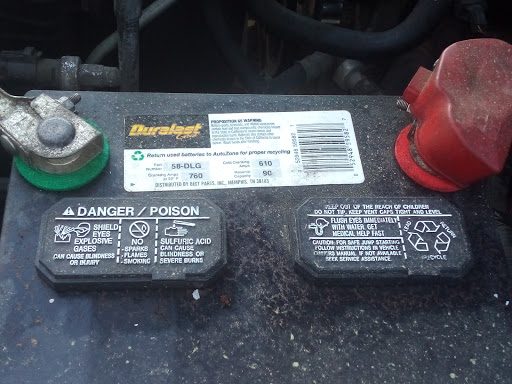 Duralast
Return used batteries to AutoZone for proper recycling
PROPOSITION 65 WARNING:
Part Number 58-DLG
Cold Cranking Amps 610
Cranking Amps at 32° F 760
Reserve Capacity 90
DISTRIBUTED BY BEST PARTS, INC., MEMPHIS, TN 38103
DANGER / POISON
SHIELD
EYES
EXPLOSIVE
GASES
CAN CAUSE BLINDNESS
OR INJURY
NO
SPARKS
FLAMES
SMOKING
SULFURIC ACID
CAN CAUSE
BLINDNESS OR
SEVERE BURNS
KEEP OUT OF THE REACH OF CHILDREN
DO NOT TIP. KEEP VENT CAPS TIGHT AND LEVEL
FLUSH EYES IMMEDIATELY
WITH WATER GET
MEDICAL HELP FAST
CAUTION: FOR SAFE JUMP STARTING
FOLLOW INSTRUCTIONS IN VEHICLE
OWNERS MANUAL. IF NOT AVAILABLE
SEEK SERVICE ASSISTANCE.
LEAD
RETURN
RECYCLE